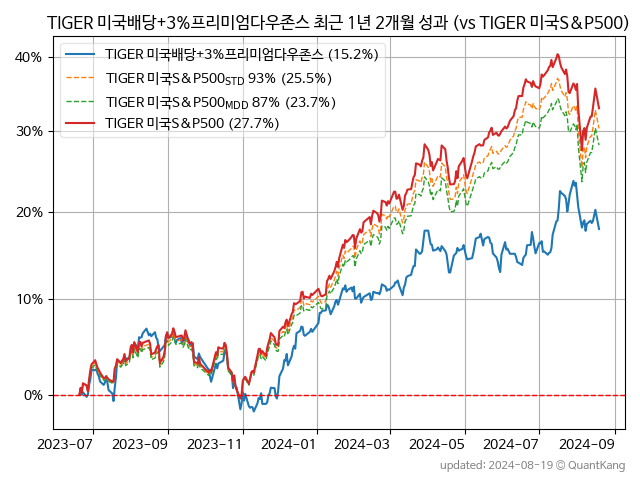 TIGER 미국배당+3%프리미엄다우존스 최근 1년 2개월 성과 (vs TIGER 미국S&P500)
TIGER 미국배당+3%프리미엄다우존스 (15.2%)
TIGER 미국S&P500STD 93% (25.5%)
TIGER 미국S&P500MDD 87% (23.7%)
TIGER 미국S&P500 (27.7%)
40%
30%
20%
10%
0%
2023-07 2023-09 2023-11 2024-01 2024-03 2024-05 2024-07 2024-09
updated: 2024-08-19 © QuantKang